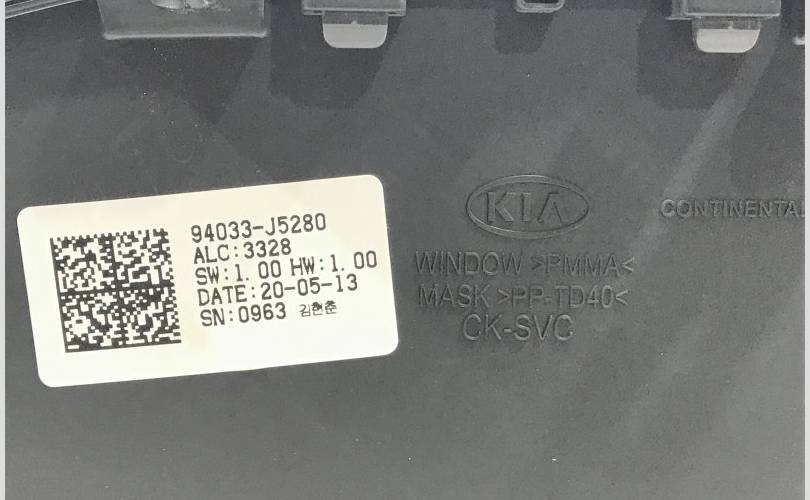 94033-J5280
ALC:3328
SW:1.00 HW:1.00
DATE:20-05-13
SN:0963 김현춘
KIA
CONTINENTAL
WINDOW >PMMA<
MASK >PP-TD40<
CK-SVC